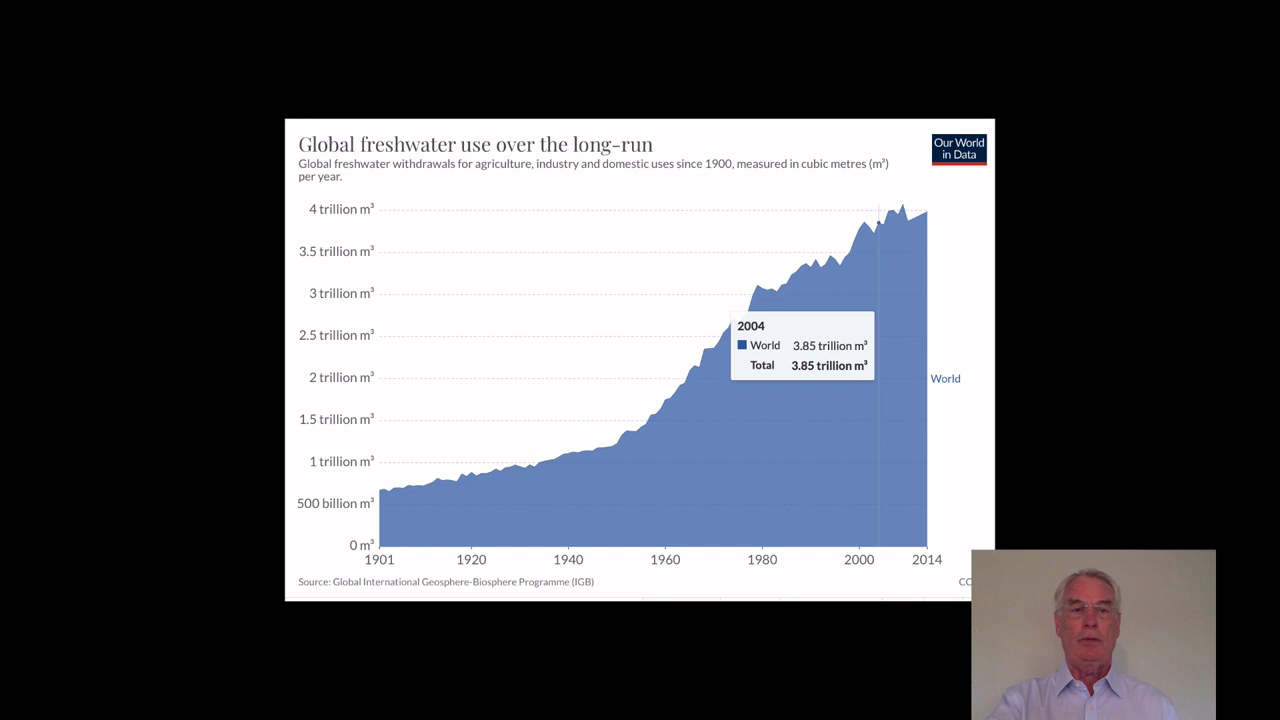 Global freshwater use over the long-run
Global freshwater withdrawals for agriculture, industry and domestic uses since 1900, measured in cubic metres (m³)
per year.
Our World
in Data
4 trillion m³
3.5 trillion m³
3 trillion m³
2.5 trillion m³
2 trillion m³
1.5 trillion m³
1 trillion m³
500 billion m³
0 m³
2004
World 3.85 trillion m³
Total 3.85 trillion m³
World
1901 1920 1940 1960 1980 2000 2014
Source: Global International Geosphere-Biosphere Programme (IGB)